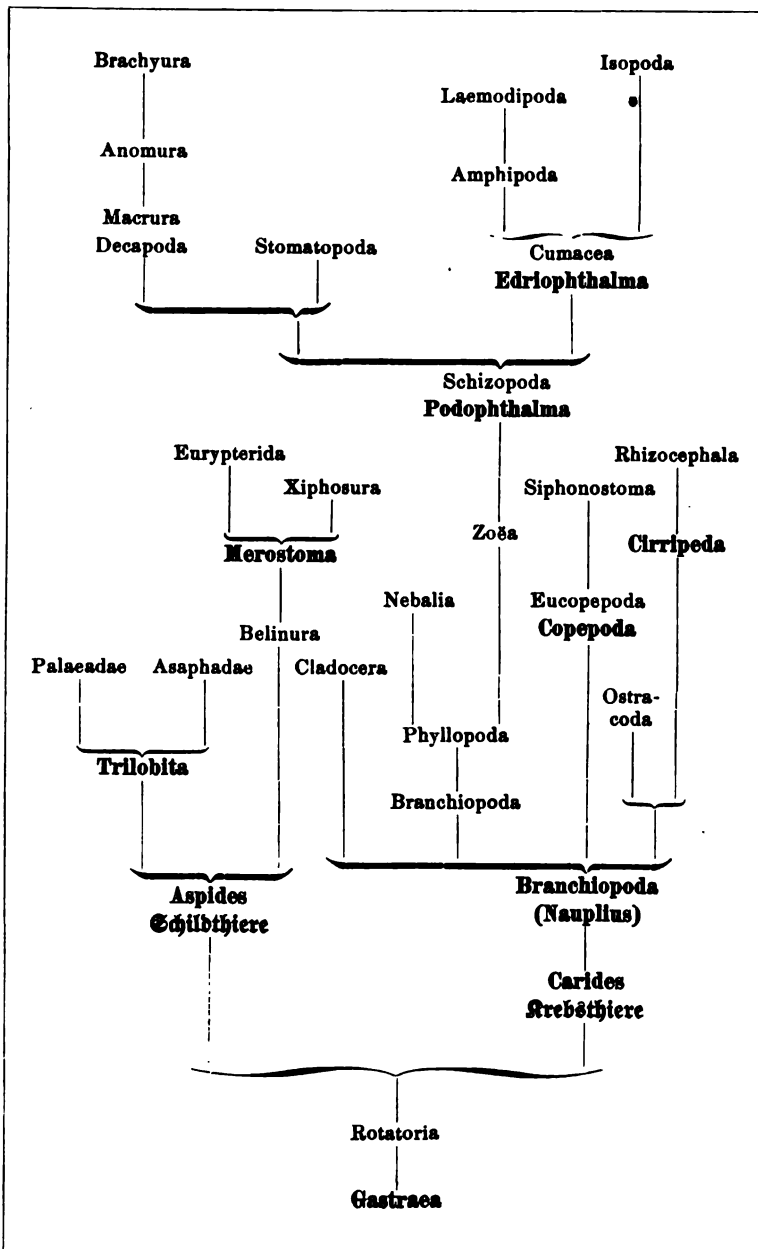 Brachyura
Isopoda
Laemodipoda
Anomura
Amphipoda
Macrura
Decapoda
Stomatopoda
Cumacea
Edriophthalma
Schizopoda
Podophthalma
Eurypterida
Rhizocephala
Xiphosura
Siphonostoma
Zoëa
Cirripeda
Merostoma
Nebalia
Eucopepoda
Copepoda
Belinura
Palaeadae
Asaphadae
Cladocera
Ostra-
coda
Phyllopoda
Trilobita
Branchiopoda
Aspides
Schildthiere
Branchiopoda
(Nauplius)
Carides
Krebsthiere
Rotatoria
Gastraea